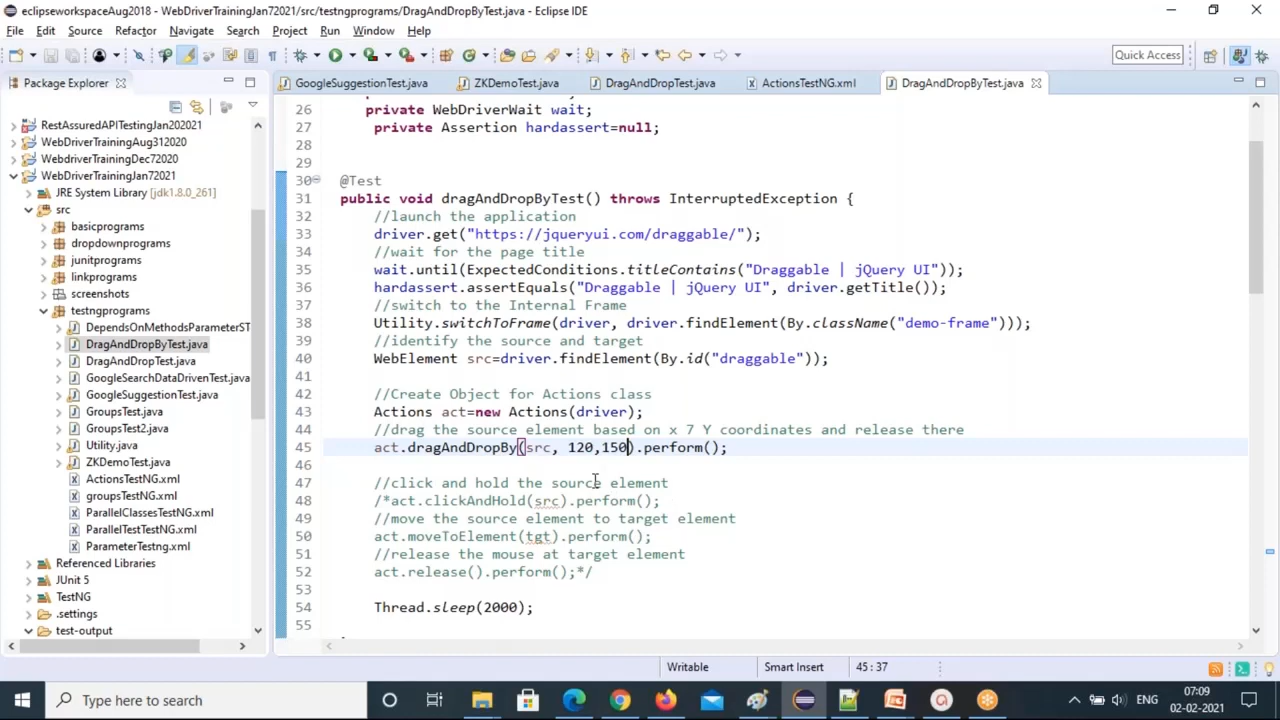 eclipseworkspaceAug2018 - WebDriverTrainingJan72021/src/testngprograms/DragAndDropByTest.java - Eclipse IDE
File Edit Source Refactor Navigate Search Project Run Window Help
Quick Access
Package Explorer
GoogleSuggestionTest.java ZKDemoTest.java DragAndDropTest.java ActionsTestNG.xml DragAndDropByTest.java
RestAssuredAPITestingJan202021
WebDriverTrainingAug312020
WebdriverTrainingDec72020
WebDriverTrainingJan72021
JRE System Library [jdk1.8.0_261]
src
basicprograms
dropdownprograms
junitprograms
linkprograms
screenshots
testngprograms
DependsOnMethodsParameterST
DragAndDropByTest.java
DragAndDropTest.java
GoogleSearchDataDrivenTest.java
GoogleSuggestionTest.java
GroupsTest.java
GroupsTest2.java
Utility.java
ZKDemoTest.java
ActionsTestNG.xml
groupsTestNG.xml
ParallelClassesTestNG.xml
ParallelTestTestNG.xml
ParameterTestng.xml
Referenced Libraries
JUnit 5
TestNG
.settings
test-output
26 private WebDriverWait wait;
27 private Assertion hardassert=null;
28
29
30 @Test
31 public void dragAndDropByTest() throws InterruptedException {
32 //launch the application
33 driver.get("https://jqueryui.com/draggable/");
34 //wait for the page title
35 wait.until(ExpectedConditions.titleContains("Draggable | jQuery UI"));
36 hardassert.assertEquals("Draggable | jQuery UI", driver.getTitle());
37 //switch to the Internal Frame
38 Utility.switchToFrame(driver, driver.findElement(By.className("demo-frame")));
39 //identify the source and target
40 WebElement src=driver.findElement(By.id("draggable"));
41
42 //Create Object for Actions class
43 Actions act=new Actions(driver);
44 //drag the source element based on x 7 Y coordinates and release there
45 act.dragAndDropBy(src, 120,150).perform();
46
47 //click and hold the source element
48 /*act.clickAndHold(src).perform();
49 //move the source element to target element
50 act.moveToElement(tgt).perform();
51 //release the mouse at target element
52 act.release().perform();*/
53
54 Thread.sleep(2000);
55
Writable Smart Insert 45 : 37
Type here to search
ENG
07:09
02-02-2021